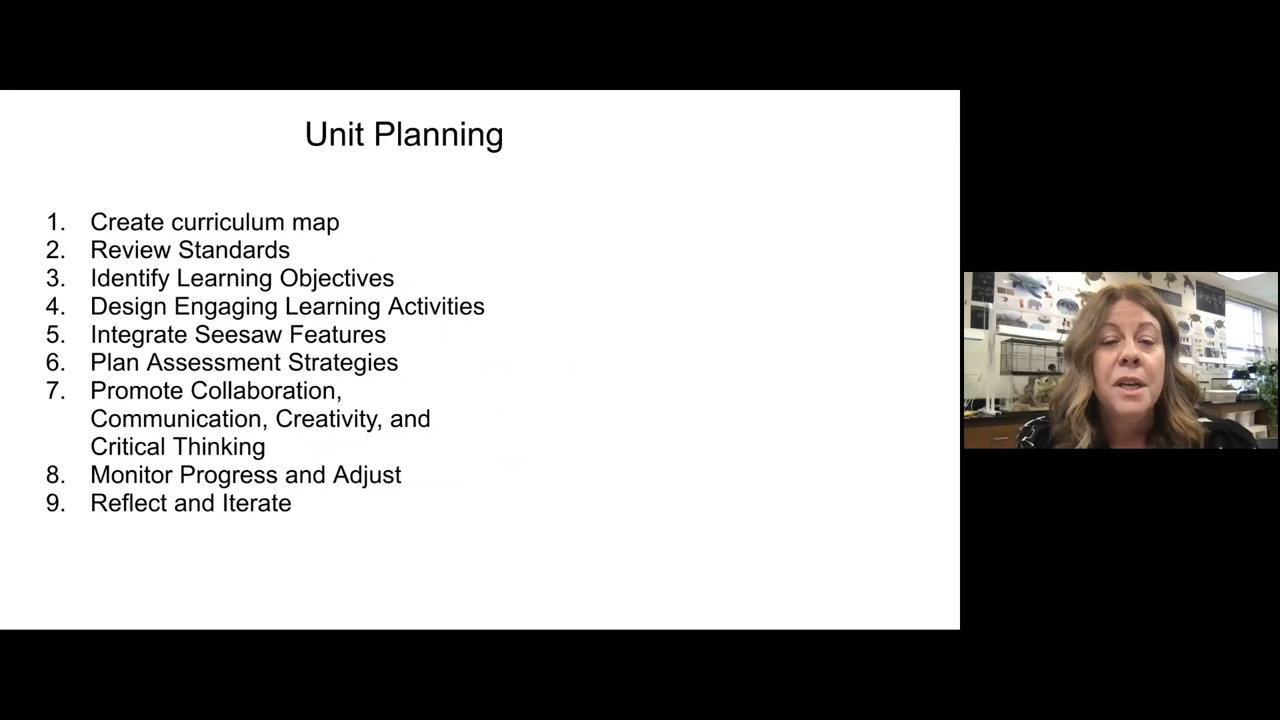 Unit Planning
1. Create curriculum map
2. Review Standards
3. Identify Learning Objectives
4. Design Engaging Learning Activities
5. Integrate Seesaw Features
6. Plan Assessment Strategies
7. Promote Collaboration,
Communication, Creativity, and
Critical Thinking
8. Monitor Progress and Adjust
9. Reflect and Iterate